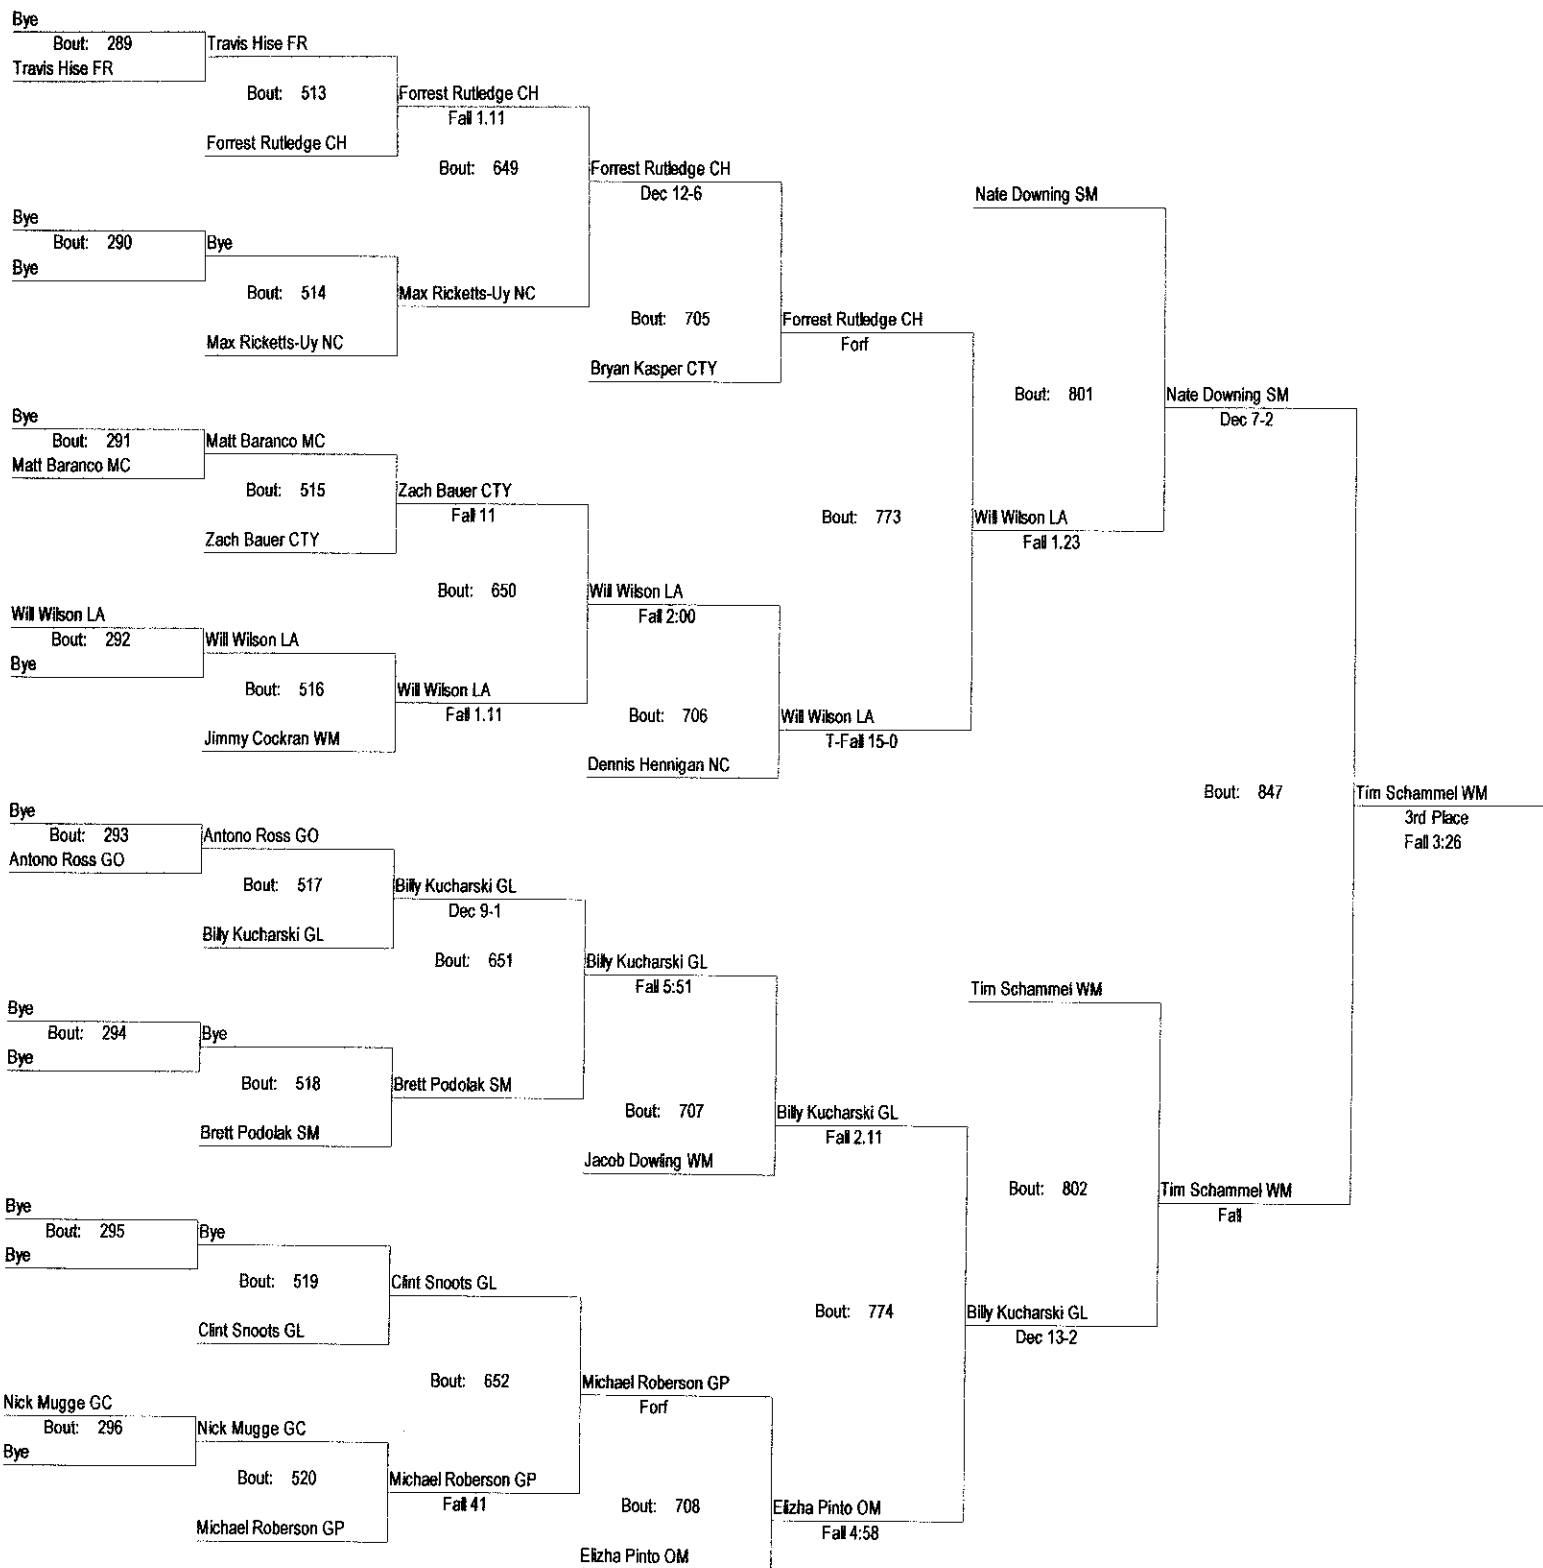 Bye
Bout: 289
Travis Hise FR
Travis Hise FR
Bout: 513
Forrest Rutledge CH
Forrest Rutledge CH
Fall 1.11
Bout: 649
Forrest Rutledge CH
Dec 12-6
Bye
Bout: 290
Bye
Bye
Bout: 514
Max Ricketts-Uy NC
Max Ricketts-Uy NC
Bout: 705
Bryan Kasper CTY
Forrest Rutledge CH
Forf
Nate Downing SM
Bout: 801
Nate Downing SM
Dec 7-2
Bye
Bout: 291
Matt Baranco MC
Matt Baranco MC
Bout: 515
Zach Bauer CTY
Zach Bauer CTY
Fall 11
Bout: 773
Will Wilson LA
Fall 1.23
Bout: 650
Will Wilson LA
Fall 2:00
Will Wilson LA
Bout: 292
Bye
Will Wilson LA
Bout: 516
Jimmy Cockran WM
Will Wilson LA
Fall 1.11
Bout: 706
Dennis Hennigan NC
Will Wilson LA
T-Fall 15-0
Bout: 847
Tim Schammel WM
3rd Place
Fall 3:26
Bye
Bout: 293
Antono Ross GO
Antono Ross GO
Bout: 517
Billy Kucharski GL
Billy Kucharski GL
Dec 9-1
Bout: 651
Billy Kucharski GL
Fall 5:51
Bye
Bout: 294
Bye
Bye
Bout: 518
Brett Podolak SM
Brett Podolak SM
Bout: 707
Jacob Dowling WM
Billy Kucharski GL
Fall 2.11
Tim Schammel WM
Bout: 802
Tim Schammel WM
Fall
Bye
Bout: 295
Bye
Bye
Bout: 519
Clint Snoots GL
Clint Snoots GL
Bout: 774
Billy Kucharski GL
Dec 13-2
Bout: 652
Michael Roberson GP
Forf
Nick Mugge GC
Bout: 296
Bye
Nick Mugge GC
Bout: 520
Michael Roberson GP
Michael Roberson GP
Fall 41
Bout: 708
Elizha Pinto OM
Elizha Pinto OM
Fall 4:58